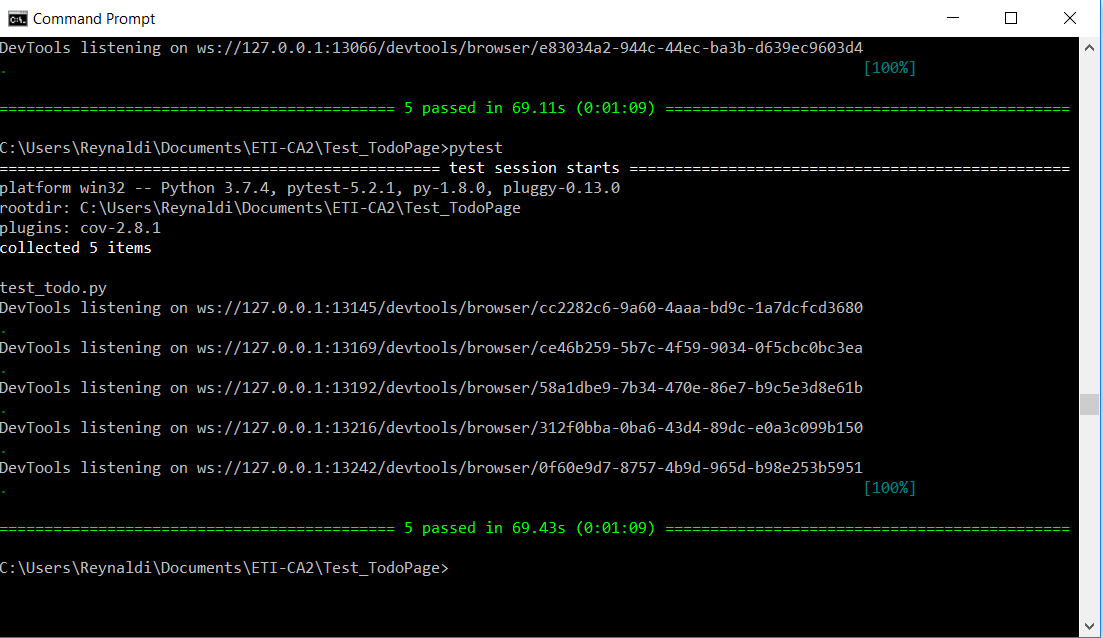 Command Prompt
DevTools listening on ws://127.0.0.1:13066/devtools/browser/e83034a2-944c-44ec-ba3b-d639ec9603d4
. [100%]
============================================ 5 passed in 69.11s (0:01:09) =============================================
C:\Users\Reynaldi\Documents\ETI-CA2\Test_TodoPage>pytest
================================================= test session starts =================================================
platform win32 -- Python 3.7.4, pytest-5.2.1, py-1.8.0, pluggy-0.13.0
rootdir: C:\Users\Reynaldi\Documents\ETI-CA2\Test_TodoPage
plugins: cov-2.8.1
collected 5 items
test_todo.py
DevTools listening on ws://127.0.0.1:13145/devtools/browser/cc2282c6-9a60-4aaa-bd9c-1a7dcfcd3680
.
DevTools listening on ws://127.0.0.1:13169/devtools/browser/ce46b259-5b7c-4f59-9034-0f5cbc0bc3ea
.
DevTools listening on ws://127.0.0.1:13192/devtools/browser/58a1dbe9-7b34-470e-86e7-b9c5e3d8e61b
.
DevTools listening on ws://127.0.0.1:13216/devtools/browser/312f0bba-0ba6-43d4-89dc-e0a3c099b150
.
DevTools listening on ws://127.0.0.1:13242/devtools/browser/0f60e9d7-8757-4b9d-965d-b98e253b5951
. [100%]
============================================ 5 passed in 69.43s (0:01:09) =============================================
C:\Users\Reynaldi\Documents\ETI-CA2\Test_TodoPage>